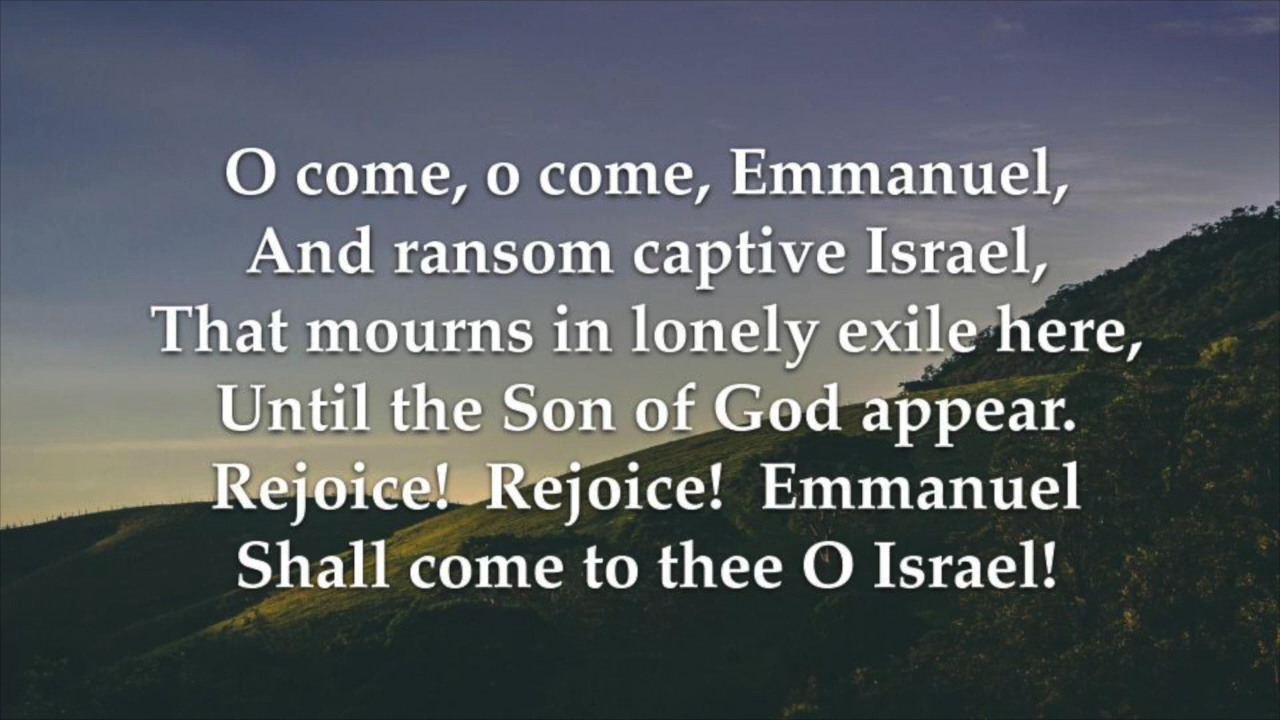 O come, o come, Emmanuel,
And ransom captive Israel,
That mourns in lonely exile here,
Until the Son of God appear.
Rejoice!  Rejoice!  Emmanuel
Shall come to thee O Israel!